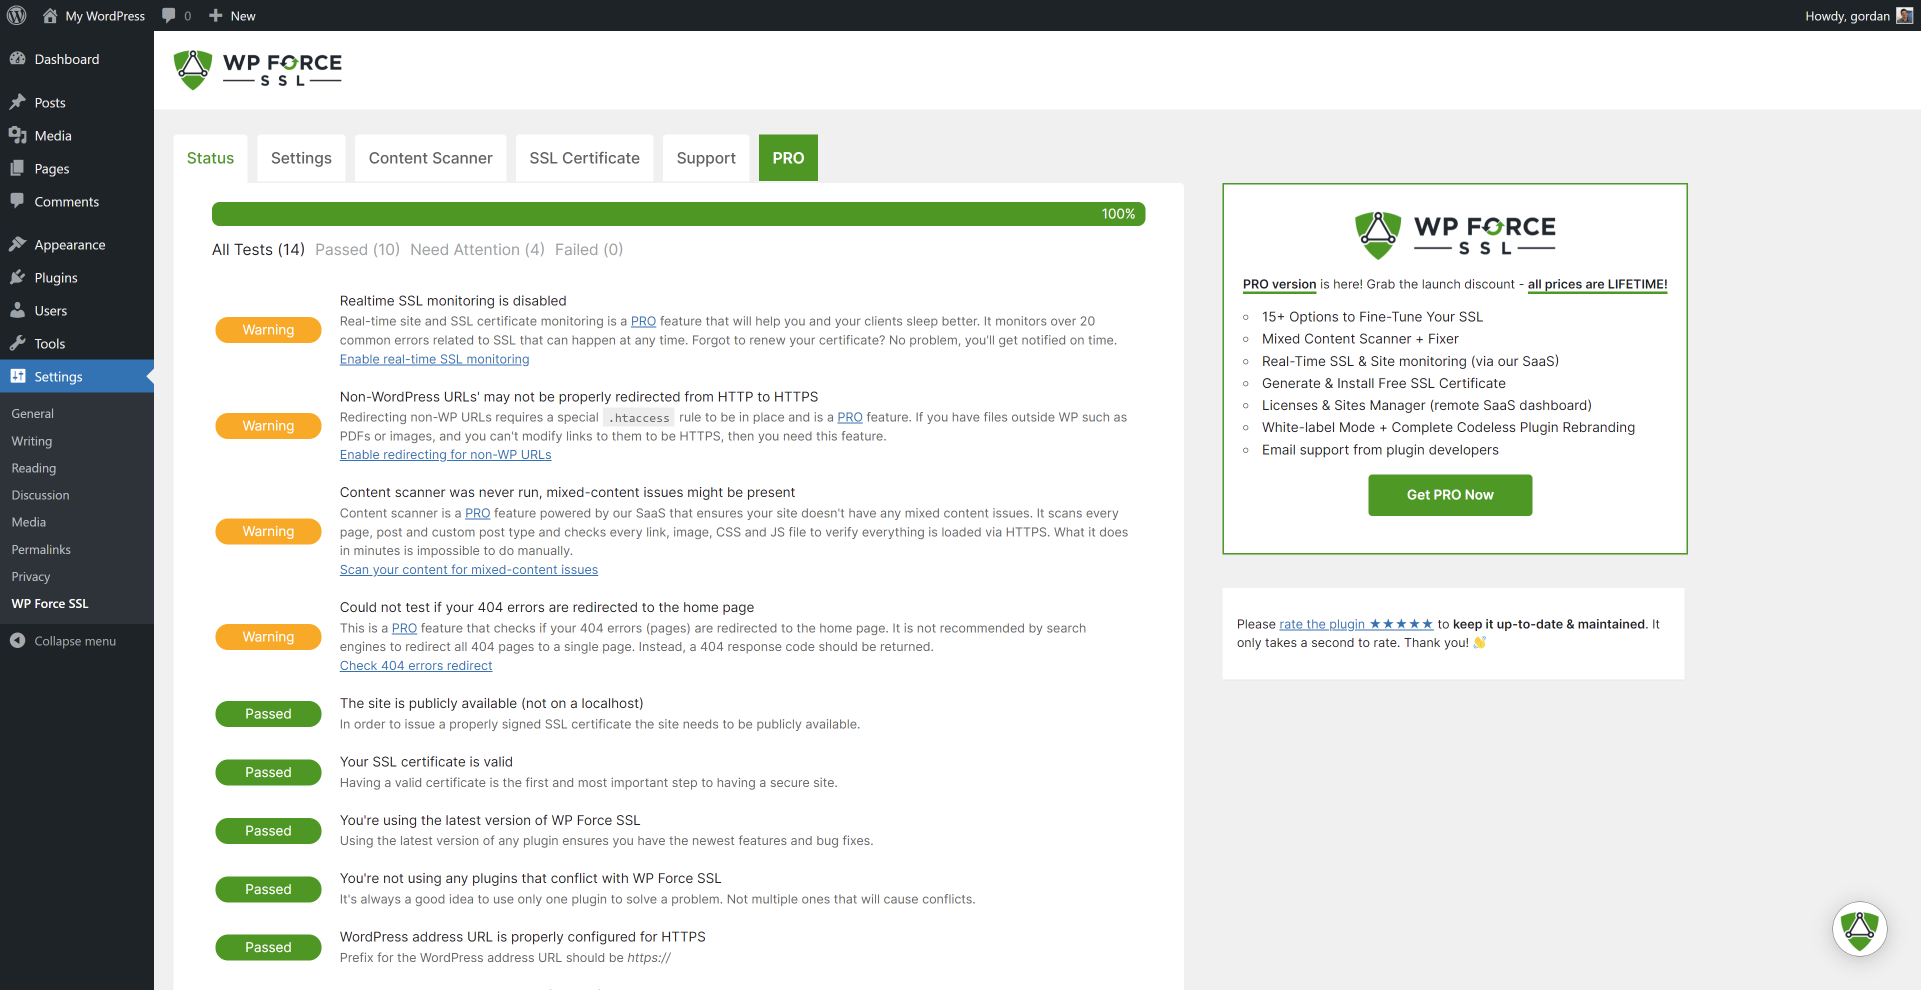 My WordPress 0 New
Howdy, gordan
Dashboard
Posts
Media
Pages
Comments
Appearance
Plugins
Users
Tools
Settings
General
Writing
Reading
Discussion
Media
Permalinks
Privacy
WP Force SSL
Collapse menu
WP FORCE
SSL
Status
Settings
Content Scanner
SSL Certificate
Support
PRO
100%
All Tests (14) Passed (10) Need Attention (4) Failed (0)
Warning
Realtime SSL monitoring is disabled
Real-time site and SSL certificate monitoring is a PRO feature that will help you and your clients sleep better. It monitors over 20
common errors related to SSL that can happen at any time. Forgot to renew your certificate? No problem, you'll get notified on time.
Enable real-time SSL monitoring
Warning
Non-WordPress URLs' may not be properly redirected from HTTP to HTTPS
Redirecting non-WP URLs requires a special .htaccess rule to be in place and is a PRO feature. If you have files outside WP such as
PDFs or images, and you can't modify links to them to be HTTPS, then you need this feature.
Enable redirecting for non-WP URLs
Warning
Content scanner was never run, mixed-content issues might be present
Content scanner is a PRO feature powered by our SaaS that ensures your site doesn't have any mixed content issues. It scans every
page, post and custom post type and checks every link, image, CSS and JS file to verify everything is loaded via HTTPS. What it does
in minutes is impossible to do manually.
Scan your content for mixed-content issues
Warning
Could not test if your 404 errors are redirected to the home page
This is a PRO feature that checks if your 404 errors (pages) are redirected to the home page. It is not recommended by search
engines to redirect all 404 pages to a single page. Instead, a 404 response code should be returned.
Check 404 errors redirect
Passed
The site is publicly available (not on a localhost)
In order to issue a properly signed SSL certificate the site needs to be publicly available.
Passed
Your SSL certificate is valid
Having a valid certificate is the first and most important step to having a secure site.
Passed
You're using the latest version of WP Force SSL
Using the latest version of any plugin ensures you have the newest features and bug fixes.
Passed
You're not using any plugins that conflict with WP Force SSL
It's always a good idea to use only one plugin to solve a problem. Not multiple ones that will cause conflicts.
Passed
WordPress address URL is properly configured for HTTPS
Prefix for the WordPress address URL should be https://
WP FORCE
SSL
PRO version is here! Grab the launch discount - all prices are LIFETIME!
15+ Options to Fine-Tune Your SSL
Mixed Content Scanner + Fixer
Real-Time SSL & Site monitoring (via our SaaS)
Generate & Install Free SSL Certificate
Licenses & Sites Manager (remote SaaS dashboard)
White-label Mode + Complete Codeless Plugin Rebranding
Email support from plugin developers
Get PRO Now
Please rate the plugin ★★★★★ to keep it up-to-date & maintained. It
only takes a second to rate. Thank you! 👋